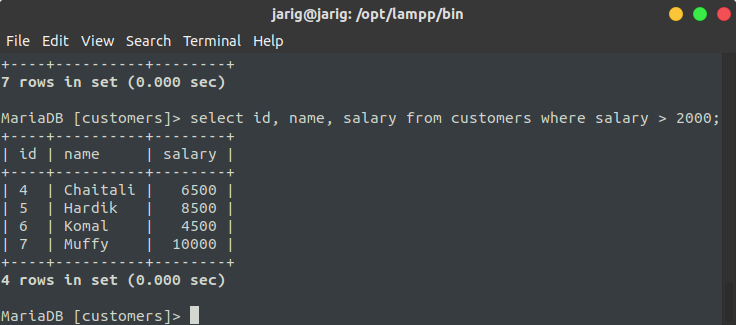 jarig@jarig: /opt/lampp/bin
File Edit View Search Terminal Help
+----+----------+--------+
7 rows in set (0.000 sec)
MariaDB [customers]> select id, name, salary from customers where salary > 2000;
+----+----------+--------+
| id | name     | salary |
+----+----------+--------+
| 4  | Chaitali |   6500 |
| 5  | Hardik   |   8500 |
| 6  | Komal    |   4500 |
| 7  | Muffy    |  10000 |
+----+----------+--------+
4 rows in set (0.000 sec)
MariaDB [customers]>